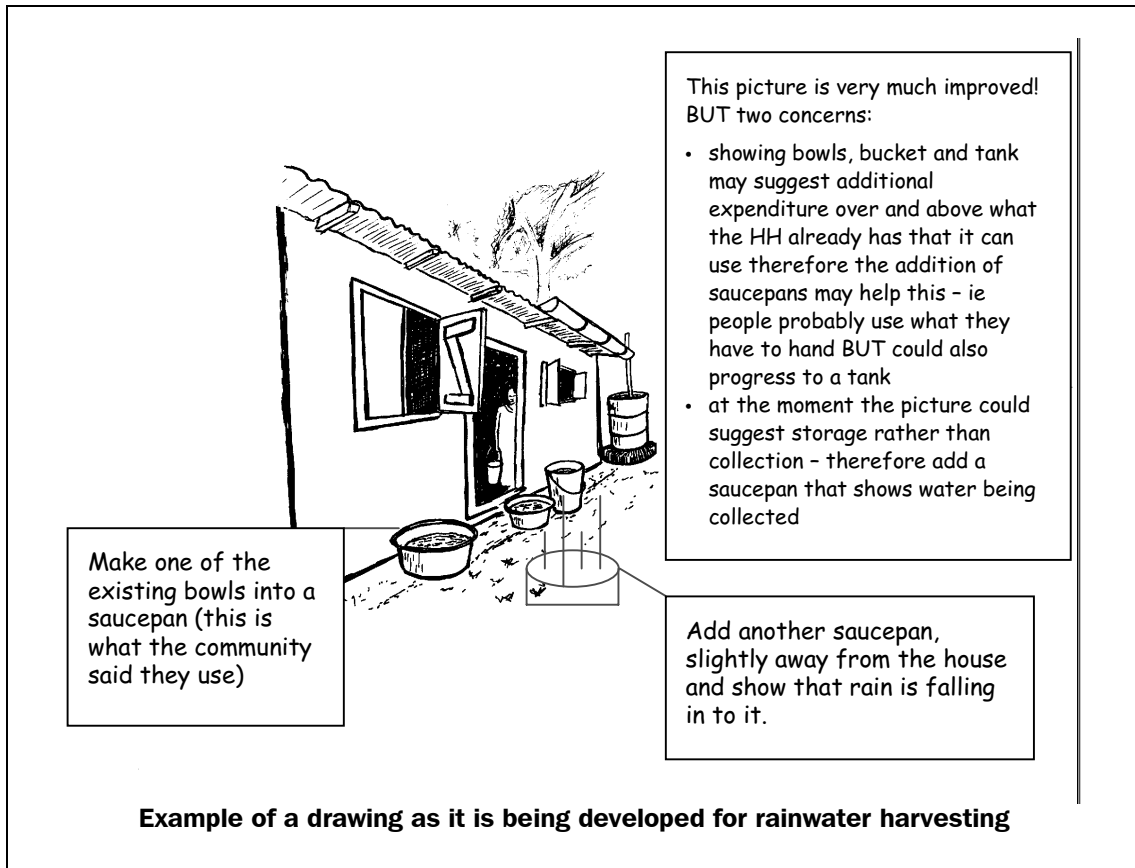 This picture is very much improved!
BUT two concerns:
• showing bowls, bucket and tank
may suggest additional
expenditure over and above what
the HH already has that it can
use therefore the addition of
saucepans may help this – ie
people probably use what they
have to hand BUT could also
progress to a tank
• at the moment the picture could
suggest storage rather than
collection – therefore add a
saucepan that shows water being
collected
Make one of the
existing bowls into a
saucepan (this is
what the community
said they use)
Add another saucepan,
slightly away from the house
and show that rain is falling
in to it.
Example of a drawing as it is being developed for rainwater harvesting